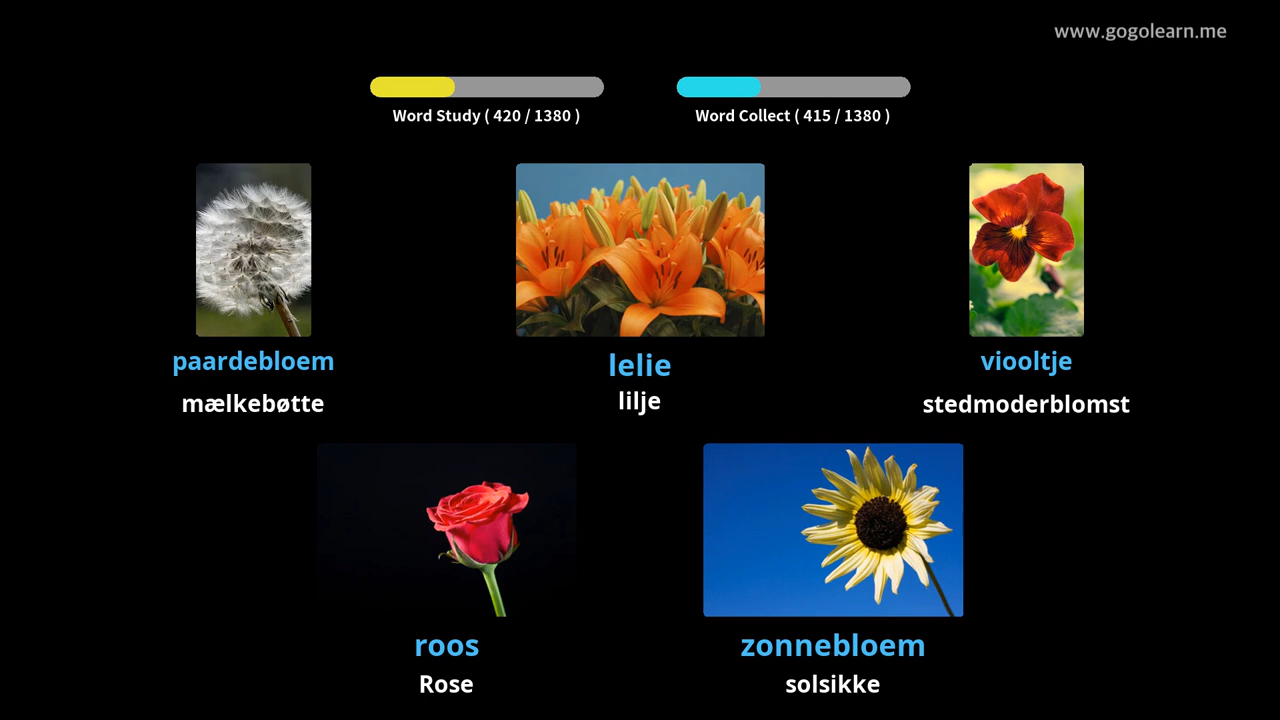 www.gogolearn.me
Word Study ( 420 / 1380 )
Word Collect ( 415 / 1380 )
paardebloem
lelie
viooltje
mælkebøtte
lilje
stedmoderblomst
roos
zonnebloem
Rose
solsikke